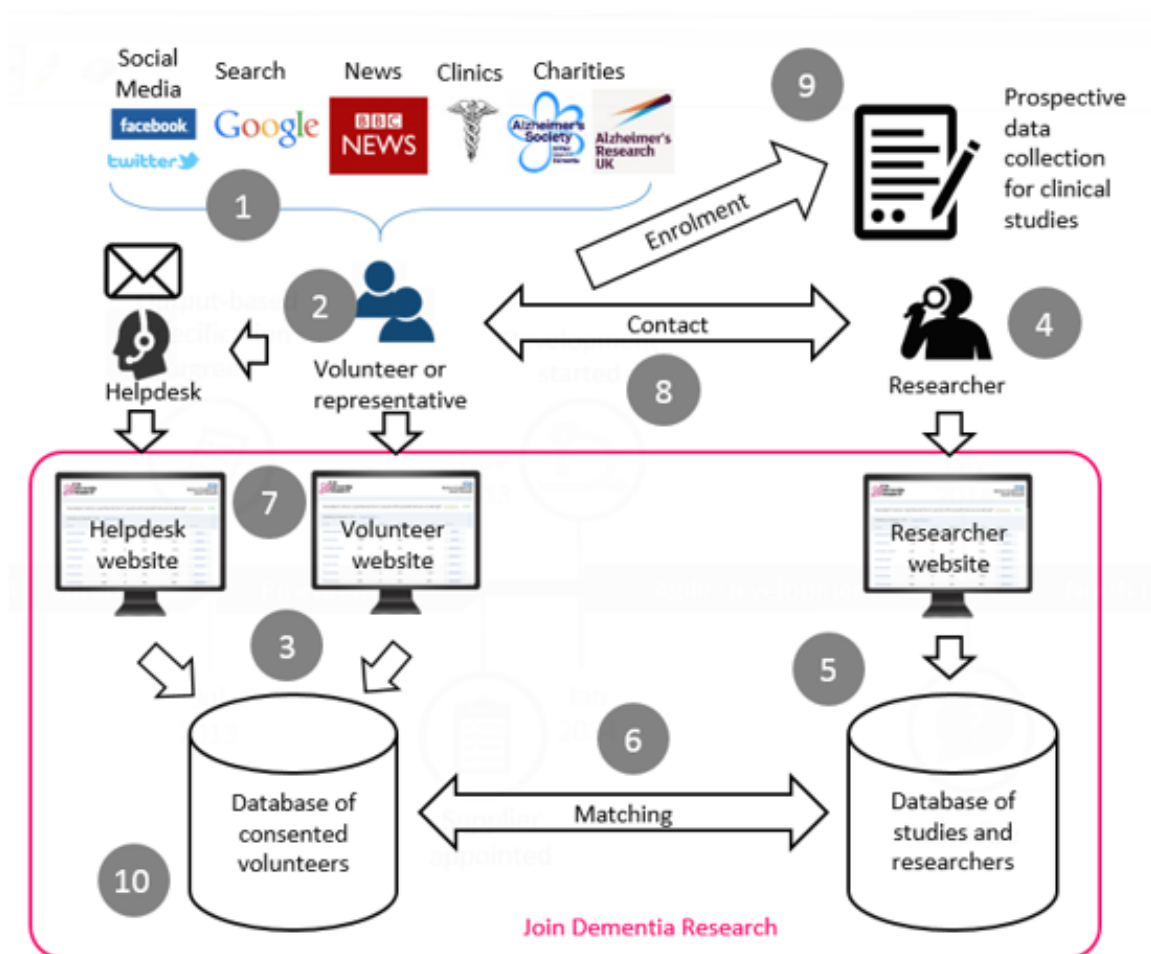 Social
Media
Search
News
Clinics
Charities
facebook
twitter
Google
BBC
NEWS
Alzheimer's
Society
Alzheimer's
Research
UK
1
9
Prospective
data
collection
for clinical
studies
Enrolment
2
Contact
4
Helpdesk
Volunteer or
representative
8
Researcher
7
Helpdesk
website
Volunteer
website
Researcher
website
3
5
6
Matching
Database of
consented
volunteers
Database of
studies and
researchers
10
Join Dementia Research
Supplier
appointed
started